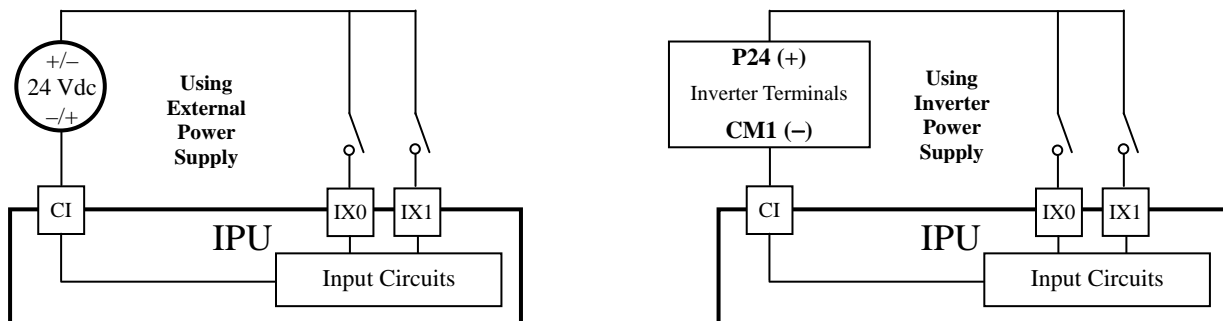 +/−
24 Vdc
−/+
Using
External
Power
Supply
CI
IX0
IX1
IPU
Input Circuits
P24 (+)
Inverter Terminals
CM1 (−)
Using
Inverter
Power
Supply
CI
IX0
IX1
IPU
Input Circuits